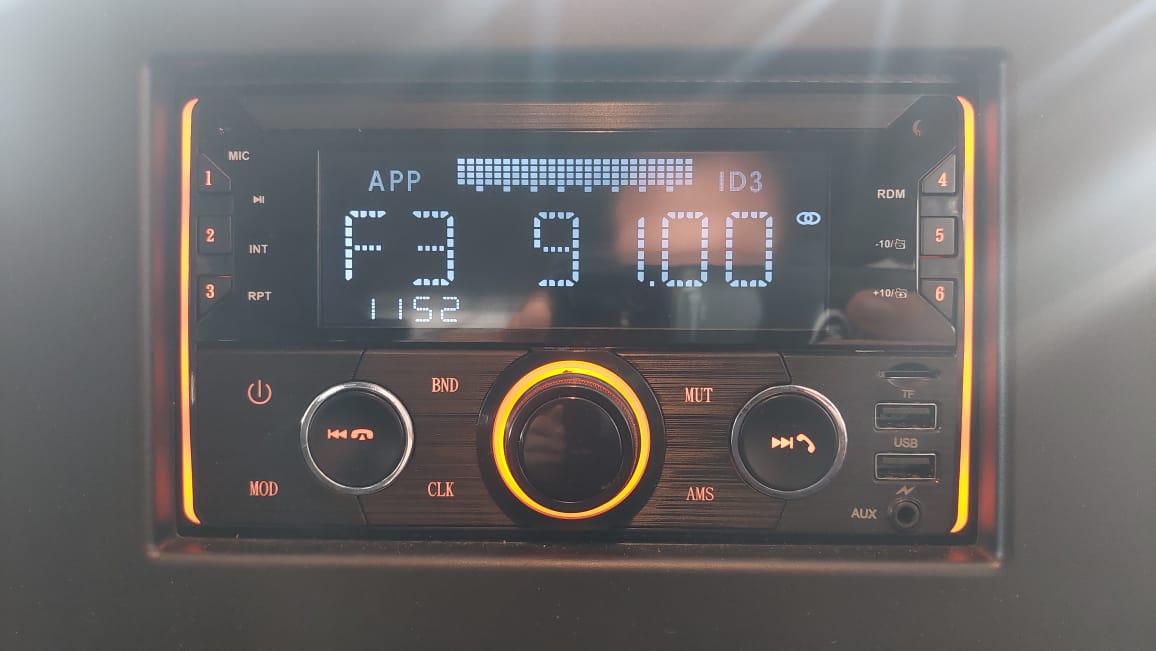 MIC
1
2
INT
3
RPT
APP
ID3
F3 91.00
1152
RDM
4
-10/
5
+10/
6
BND
MUT
TF
USB
MOD
CLK
AMS
AUX